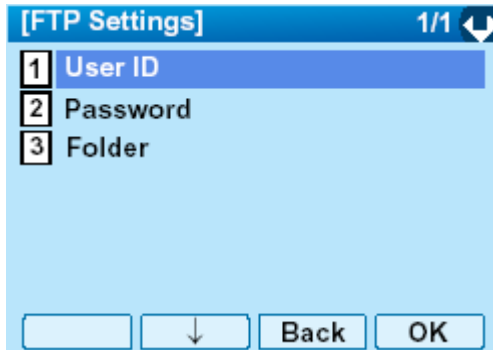 [FTP Settings] 1/1
1 User ID
2 Password
3 Folder
↓ Back OK